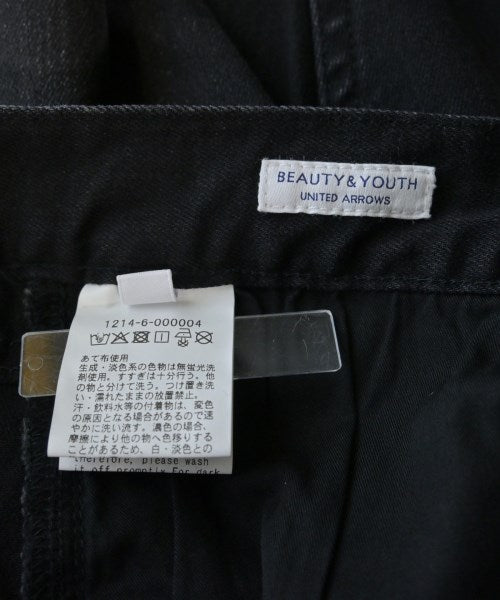 BEAUTY&YOUTH
UNITED ARROWS
1214-6-000004
あて布使用
生成・淡色系の色物は無蛍光洗
剤使用。すすぎは十分行う。他
の物と分けて洗う。つけ置き洗
い・濡れたままの放置禁止。
汗・飲料水等の付着物は、変色
の原因となる場合があるので速
やかに洗い流す。濃色の場合、
摩擦により他の物へ色移りする
ことがあるため、白・淡色との
therefore, please wash
it off promptly For dark